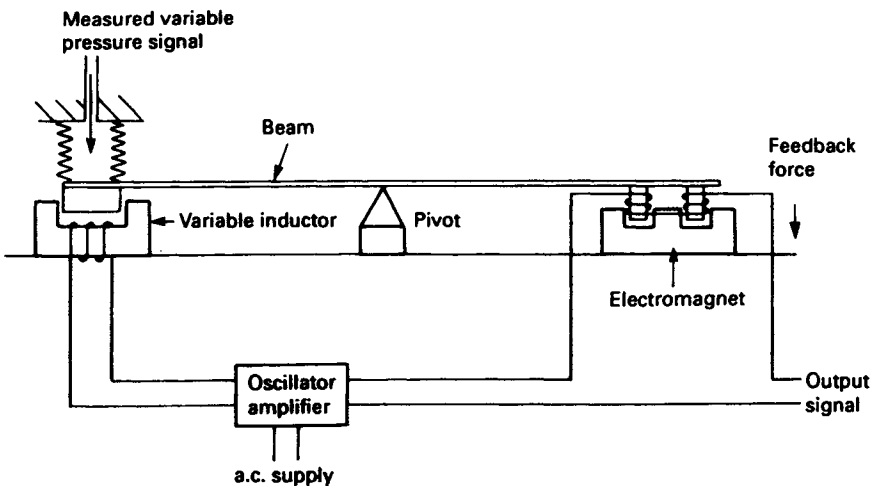 Measured variable
pressure signal
Beam
Feedback
force
Variable inductor
Pivot
Electromagnet
Oscillator
amplifier
Output
signal
a.c. supply